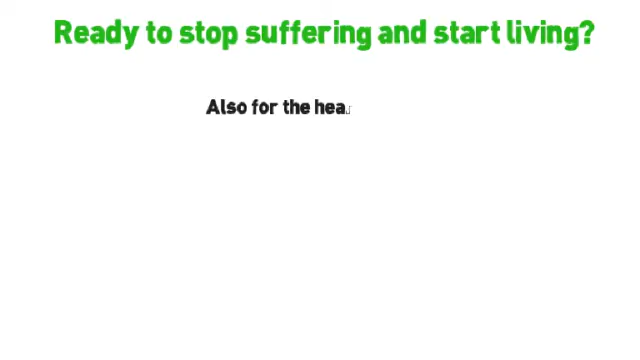 Ready to stop suffering and start living?
Also for the hea